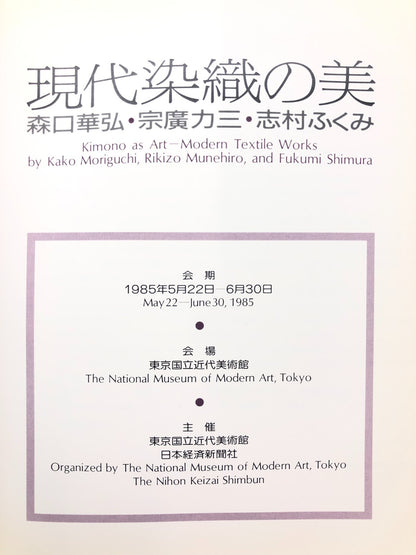 現代染織の美
森口華弘・宗廣力三・志村ふくみ
Kimono as Art—Modern Textile Works
by Kako Moriguchi, Rikizo Munehiro, and Fukumi Shimura
会期
1985年5月22日—6月30日
May 22—June 30, 1985
●
会場
東京国立近代美術館
The National Museum of Modern Art, Tokyo
●
主催
東京国立近代美術館
日本経済新聞社
Organized by The National Museum of Modern Art, Tokyo
The Nihon Keizai Shimbun